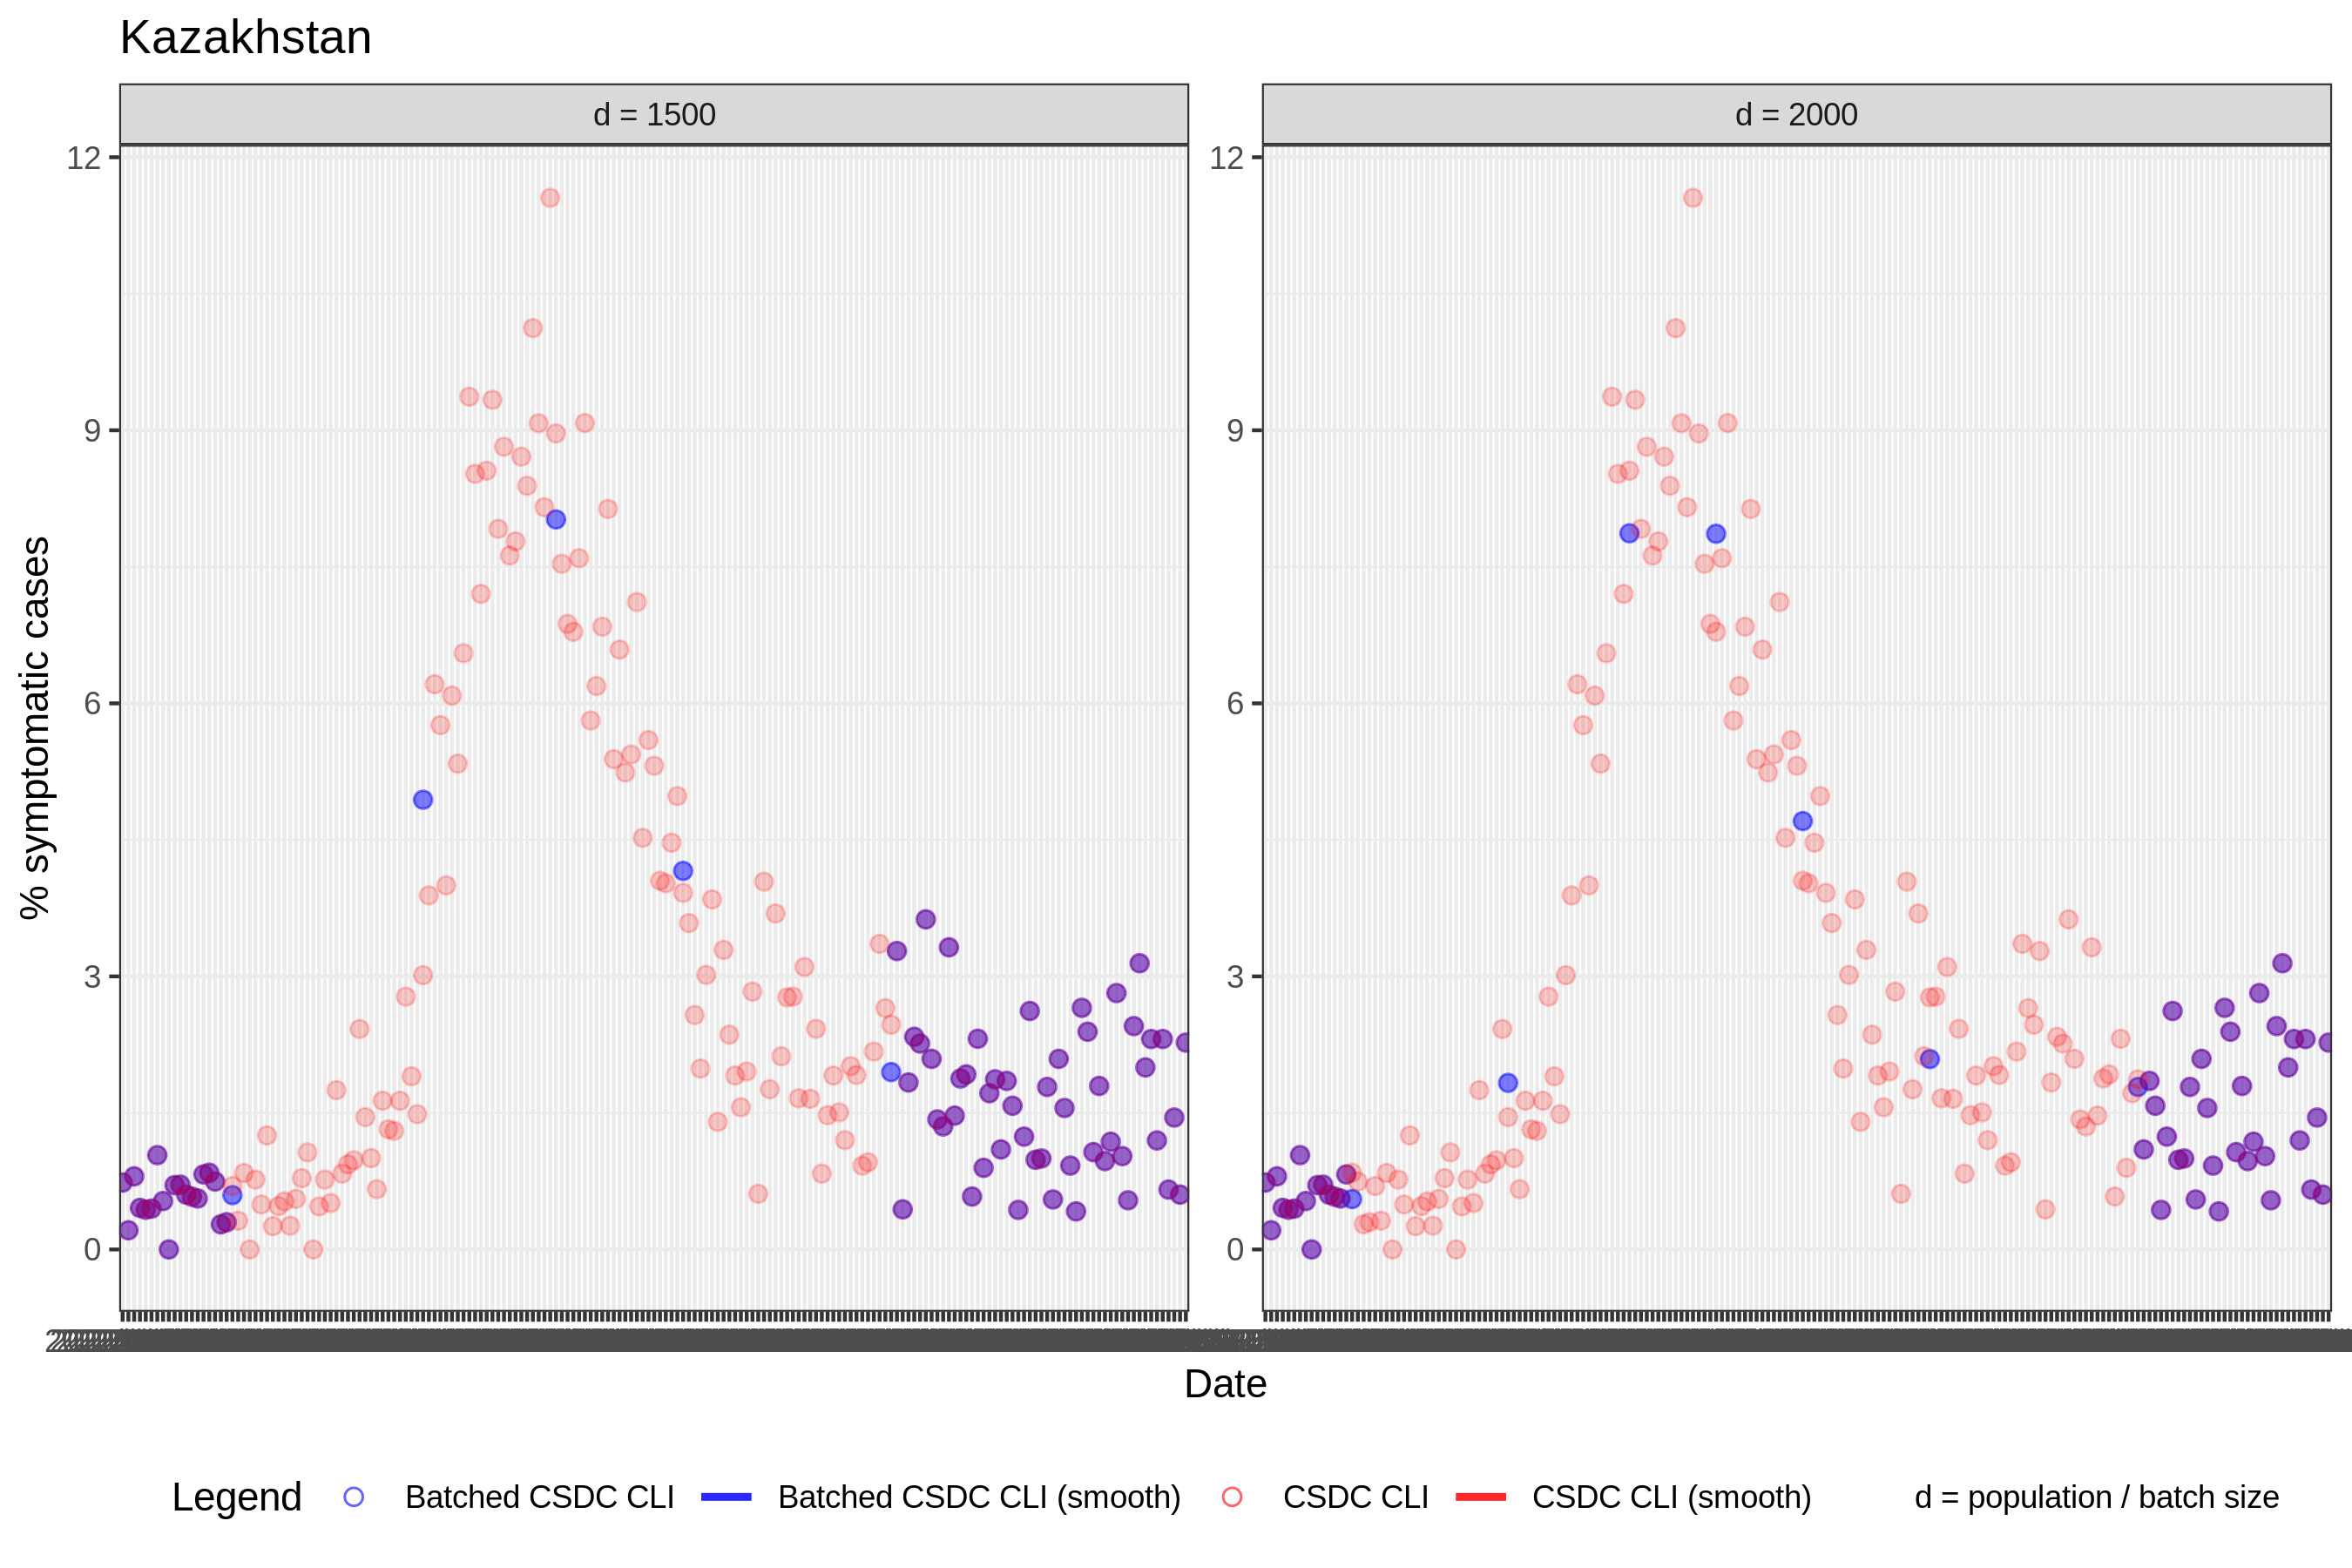 Kazakhstan
d = 1500
d = 2000
12
9
6
3
0
12
9
6
3
0
% symptomatic cases
Date
Legend
Batched CSDC CLI
Batched CSDC CLI (smooth)
CSDC CLI
CSDC CLI (smooth)
d = population / batch size